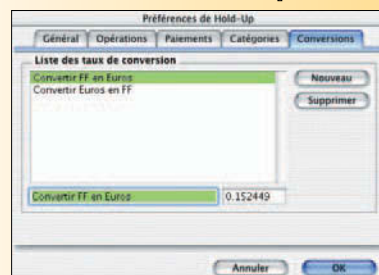 Préférences de Hold-Up
Général Opérations Paiements Catégories Conversions
Liste des taux de conversion
Convertir FF en Euros
Convertir Euros en FF
Nouveau
Supprimer
Convertir FF en Euros 0.152449
Annuler OK